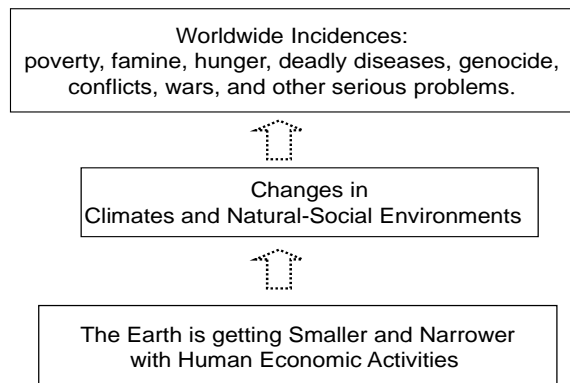 Worldwide Incidences:
poverty, famine, hunger, deadly diseases, genocide,
conflicts, wars, and other serious problems.
Changes in
Climates and Natural-Social Environments
The Earth is getting Smaller and Narrower
with Human Economic Activities